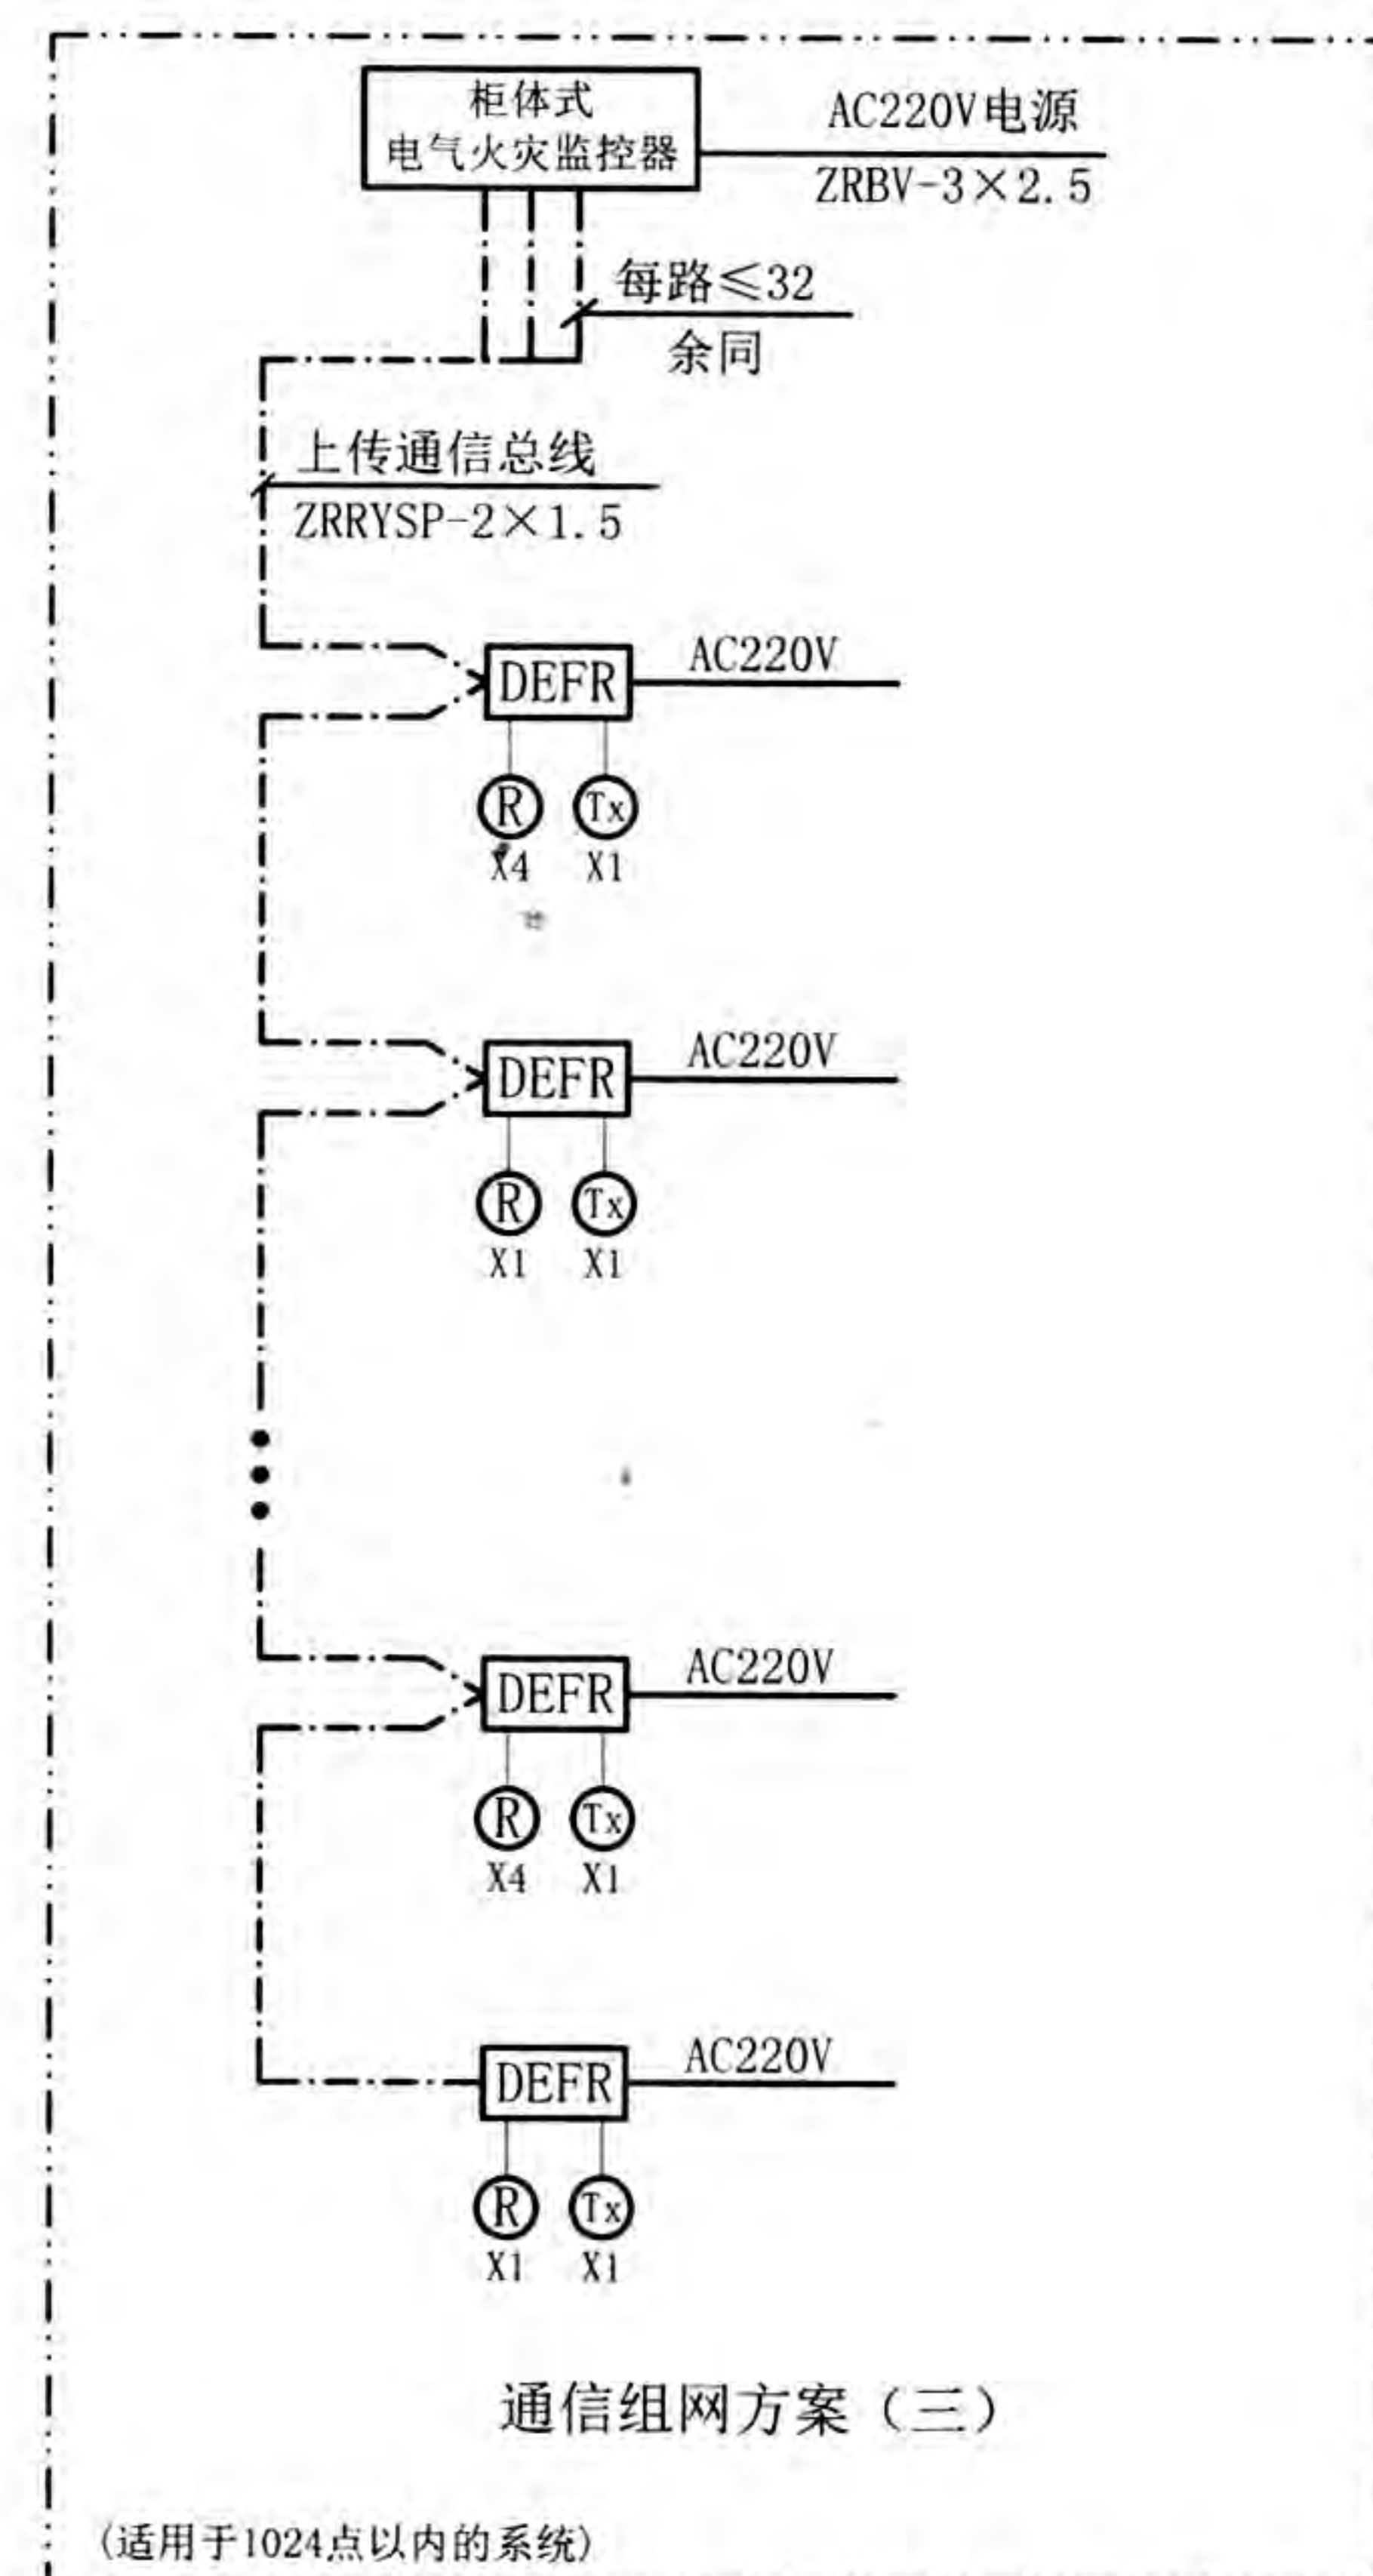 柜体式
电气火灾监控器
AC220V电源
ZRBV-3×2.5
每路≤32
余同
上传通信总线
ZRRYSP-2×1.5
DEFR
AC220V
R
Tx
X4
X1
DEFR
AC220V
R
Tx
X1
X1
DEFR
AC220V
R
Tx
X4
X1
DEFR
AC220V
R
Tx
X1
X1
通信组网方案（三）
(适用于1024点以内的系统)